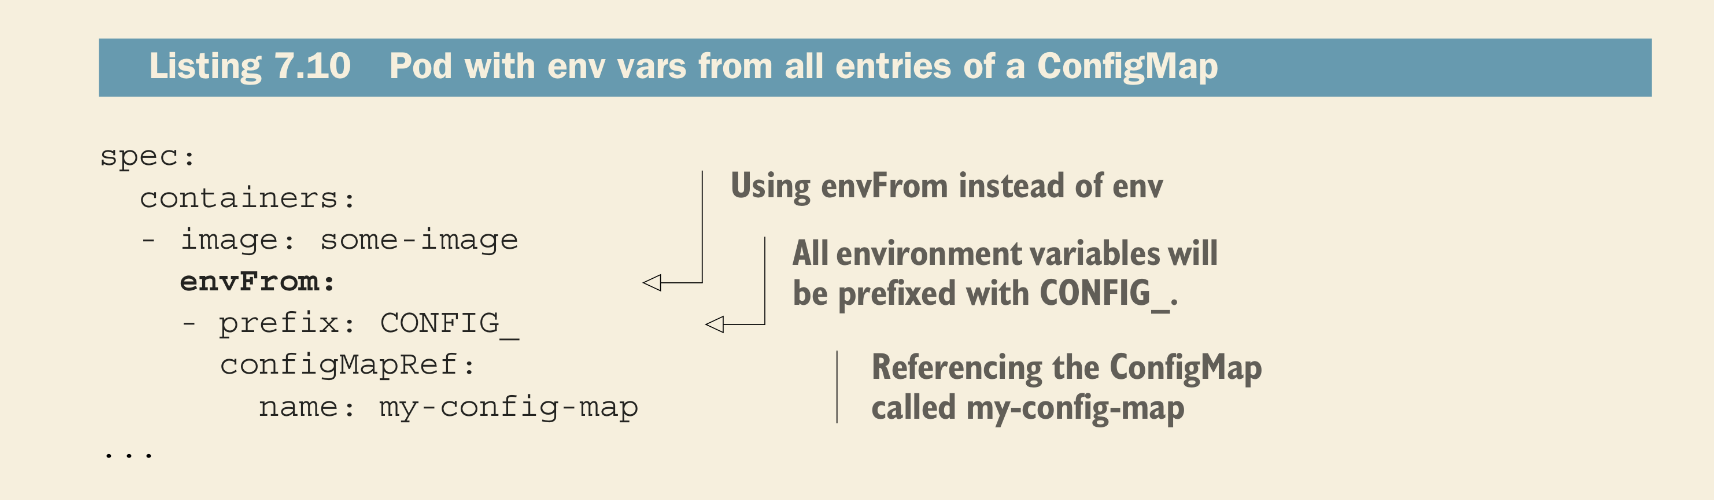 Listing 7.10 Pod with env vars from all entries of a ConfigMap
spec:
  containers:
  - image: some-image
    envFrom:
    - prefix: CONFIG_
      configMapRef:
        name: my-config-map
...
Using envFrom instead of env
All environment variables will
be prefixed with CONFIG_.
Referencing the ConfigMap
called my-config-map